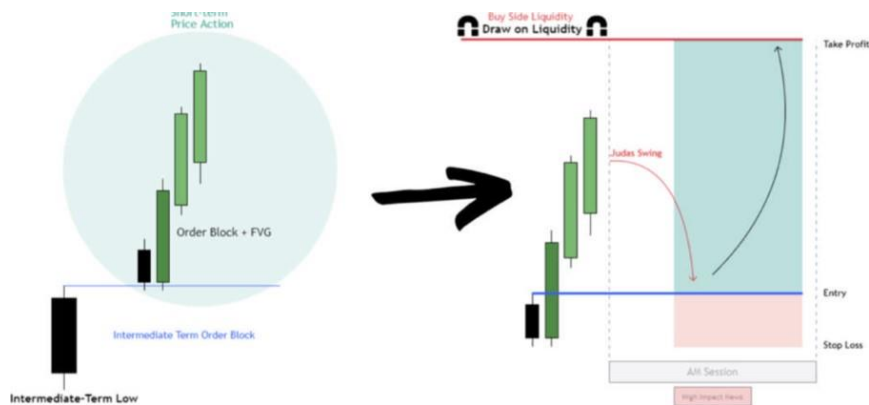 Short-term
Price Action
Order Block + FVG
Intermediate Term Order Block
Intermediate-Term Low
Buy Side Liquidity
Draw on Liquidity
Take Profit
Judas Swing
Entry
Stop Loss
AM Session
High Impact News